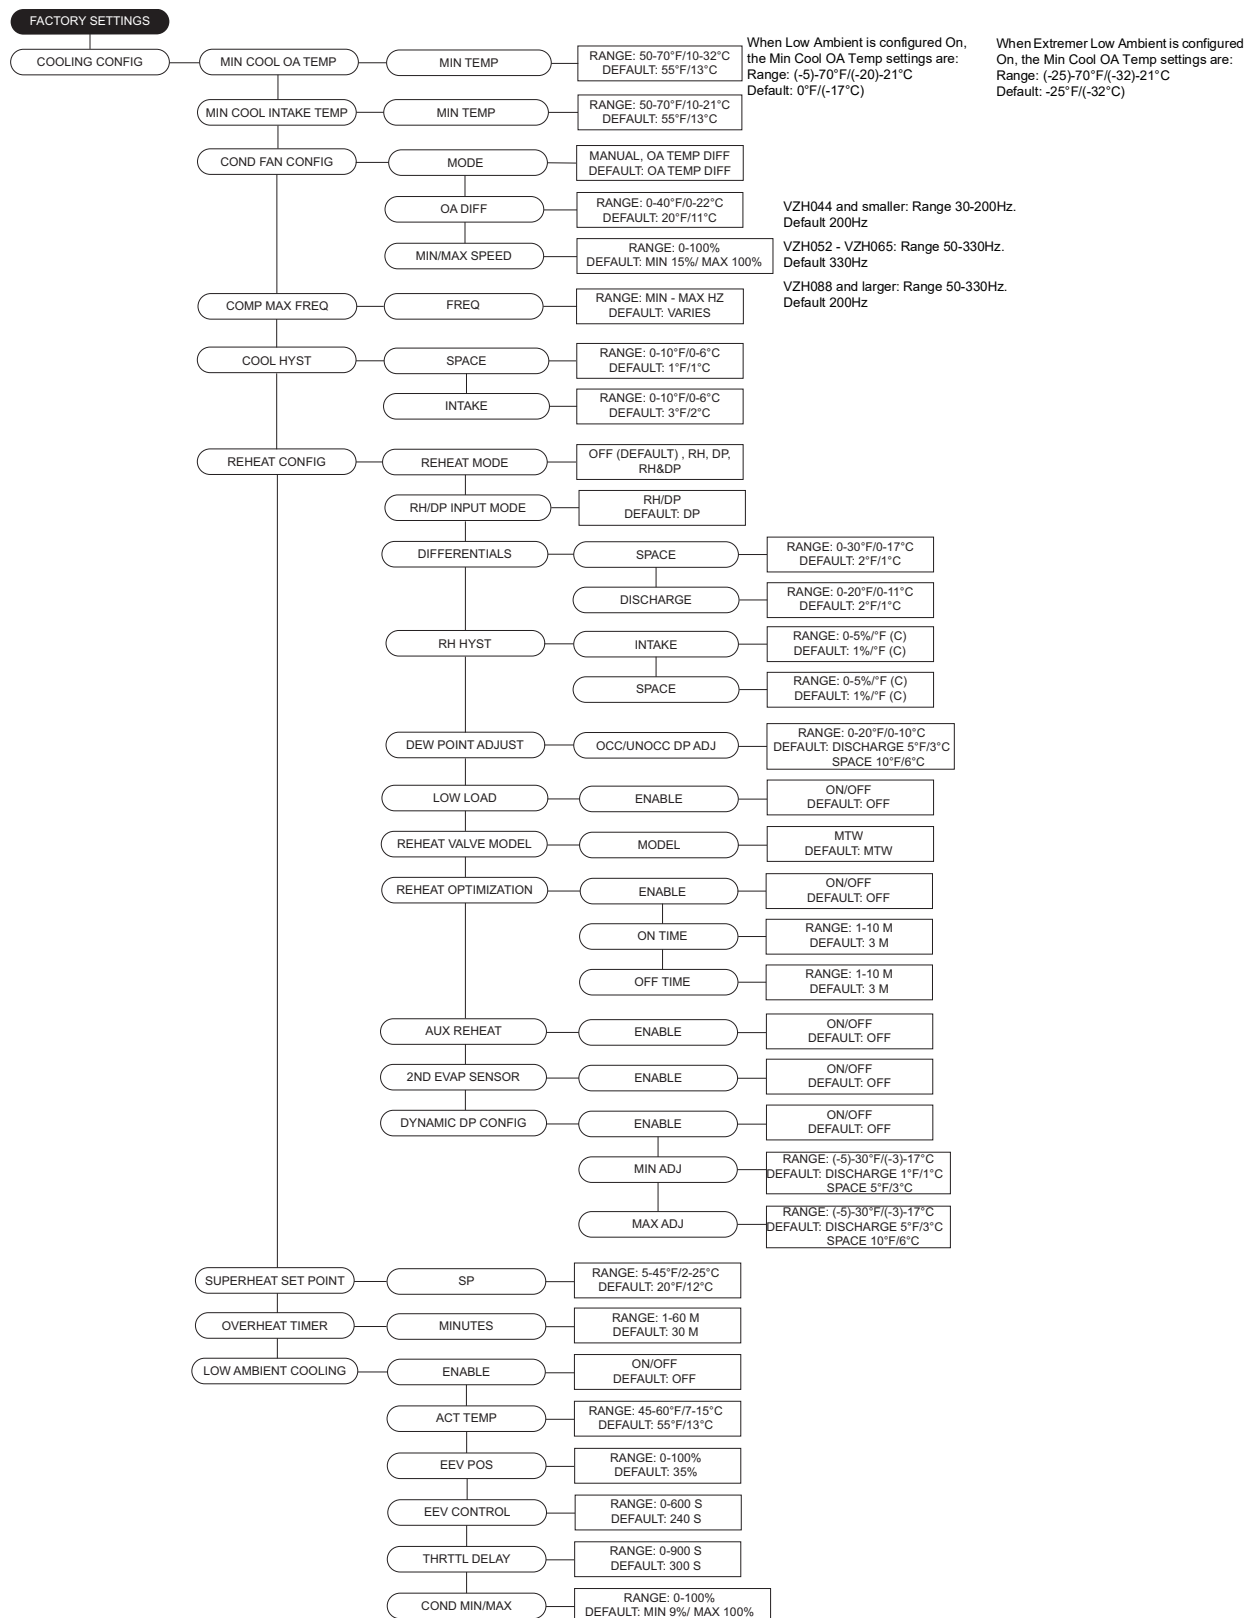 FACTORY SETTINGS
COOLING CONFIG
MIN COOL OA TEMP
MIN TEMP
RANGE: 50-70°F/10-32°C
DEFAULT: 55°F/13°C
When Low Ambient is configured On,
the Min Cool OA Temp settings are:
Range: (-5)-70°F/(-20)-21°C
Default: 0°F/(-17°C)
When Extremer Low Ambient is configured
On, the Min Cool OA Temp settings are:
Range: (-25)-70°F/(-32)-21°C
Default: -25°F/(-32°C)
MIN COOL INTAKE TEMP
MIN TEMP
RANGE: 50-70°F/10-21°C
DEFAULT: 55°F/13°C
COND FAN CONFIG
MODE
MANUAL, OA TEMP DIFF
DEFAULT: OA TEMP DIFF
OA DIFF
RANGE: 0-40°F/0-22°C
DEFAULT: 20°F/11°C
MIN/MAX SPEED
RANGE: 0-100%
DEFAULT: MIN 15%/ MAX 100%
VZH044 and smaller: Range 30-200Hz.
Default 200Hz
VZH052 - VZH065: Range 50-330Hz.
Default 330Hz
VZH088 and larger: Range 50-330Hz.
Default 200Hz
COMP MAX FREQ
FREQ
RANGE: MIN - MAX HZ
DEFAULT: VARIES
COOL HYST
SPACE
RANGE: 0-10°F/0-6°C
DEFAULT: 1°F/1°C
INTAKE
RANGE: 0-10°F/0-6°C
DEFAULT: 3°F/2°C
REHEAT CONFIG
REHEAT MODE
OFF (DEFAULT) , RH, DP,
RH&DP
RH/DP INPUT MODE
RH/DP
DEFAULT: DP
DIFFERENTIALS
SPACE
RANGE: 0-30°F/0-17°C
DEFAULT: 2°F/1°C
DISCHARGE
RANGE: 0-20°F/0-11°C
DEFAULT: 2°F/1°C
RH HYST
INTAKE
RANGE: 0-5%/°F (C)
DEFAULT: 1%/°F (C)
SPACE
RANGE: 0-5%/°F (C)
DEFAULT: 1%/°F (C)
DEW POINT ADJUST
OCC/UNOCC DP ADJ
RANGE: 0-20°F/0-10°C
DEFAULT: DISCHARGE 5°F/3°C
SPACE 10°F/6°C
LOW LOAD
ENABLE
ON/OFF
DEFAULT: OFF
REHEAT VALVE MODEL
MODEL
MTW
DEFAULT: MTW
REHEAT OPTIMIZATION
ENABLE
ON/OFF
DEFAULT: OFF
ON TIME
RANGE: 1-10 M
DEFAULT: 3 M
OFF TIME
RANGE: 1-10 M
DEFAULT: 3 M
AUX REHEAT
ENABLE
ON/OFF
DEFAULT: OFF
2ND EVAP SENSOR
ENABLE
ON/OFF
DEFAULT: OFF
DYNAMIC DP CONFIG
ENABLE
ON/OFF
DEFAULT: OFF
MIN ADJ
RANGE: (-5)-30°F/(-3)-17°C
DEFAULT: DISCHARGE 1°F/1°C
SPACE 5°F/3°C
MAX ADJ
RANGE: (-5)-30°F/(-3)-17°C
DEFAULT: DISCHARGE 5°F/3°C
SPACE 10°F/6°C
SUPERHEAT SET POINT
SP
RANGE: 5-45°F/2-25°C
DEFAULT: 20°F/12°C
OVERHEAT TIMER
MINUTES
RANGE: 1-60 M
DEFAULT: 30 M
LOW AMBIENT COOLING
ENABLE
ON/OFF
DEFAULT: OFF
ACT TEMP
RANGE: 45-60°F/7-15°C
DEFAULT: 55°F/13°C
EEV POS
RANGE: 0-100%
DEFAULT: 35%
EEV CONTROL
RANGE: 0-600 S
DEFAULT: 240 S
THRTTL DELAY
RANGE: 0-900 S
DEFAULT: 300 S
COND MIN/MAX
RANGE: 0-100%
DEFAULT: MIN 9%/ MAX 100%